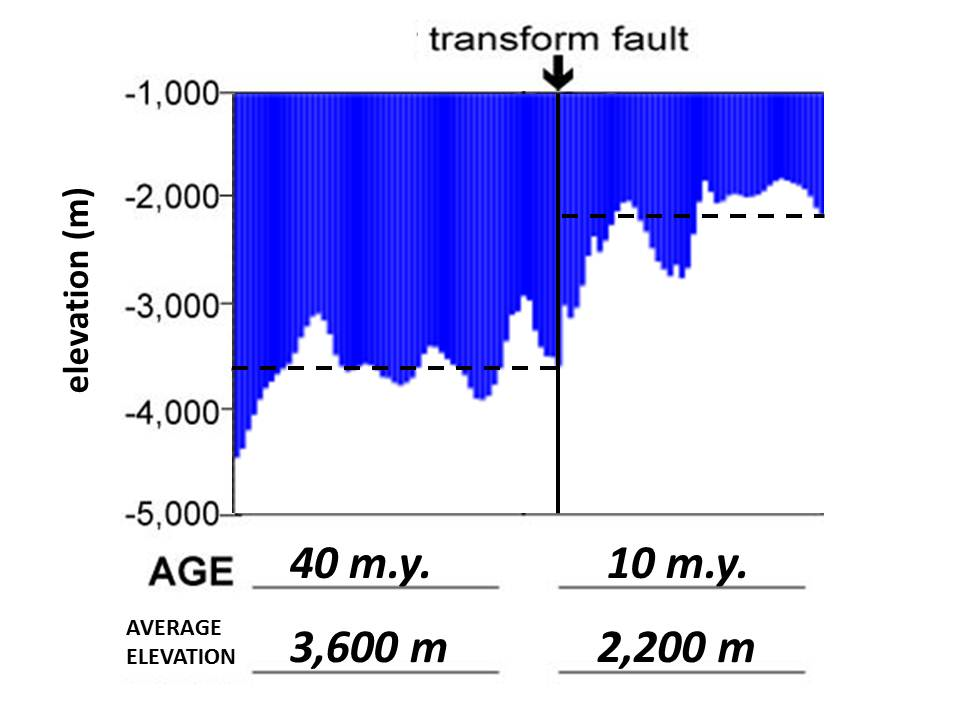 transform fault
-1,000
-2,000
-3,000
-4,000
-5,000
elevation (m)
AGE 40 m.y. 10 m.y.
AVERAGE
ELEVATION 3,600 m 2,200 m